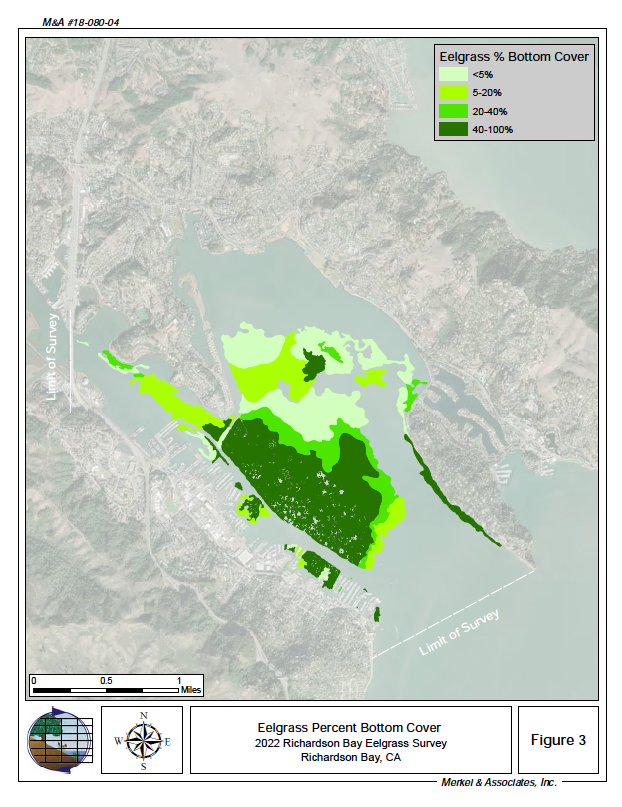 M&A #18-080-04
Eelgrass % Bottom Cover
<5%
5-20%
20-40%
40-100%
Limit of Survey
Limit of Survey
0 0.5 1
Miles
N
W E
S
Eelgrass Percent Bottom Cover
2022 Richardson Bay Eelgrass Survey
Richardson Bay, CA
Figure 3
Merkel & Associates, Inc.